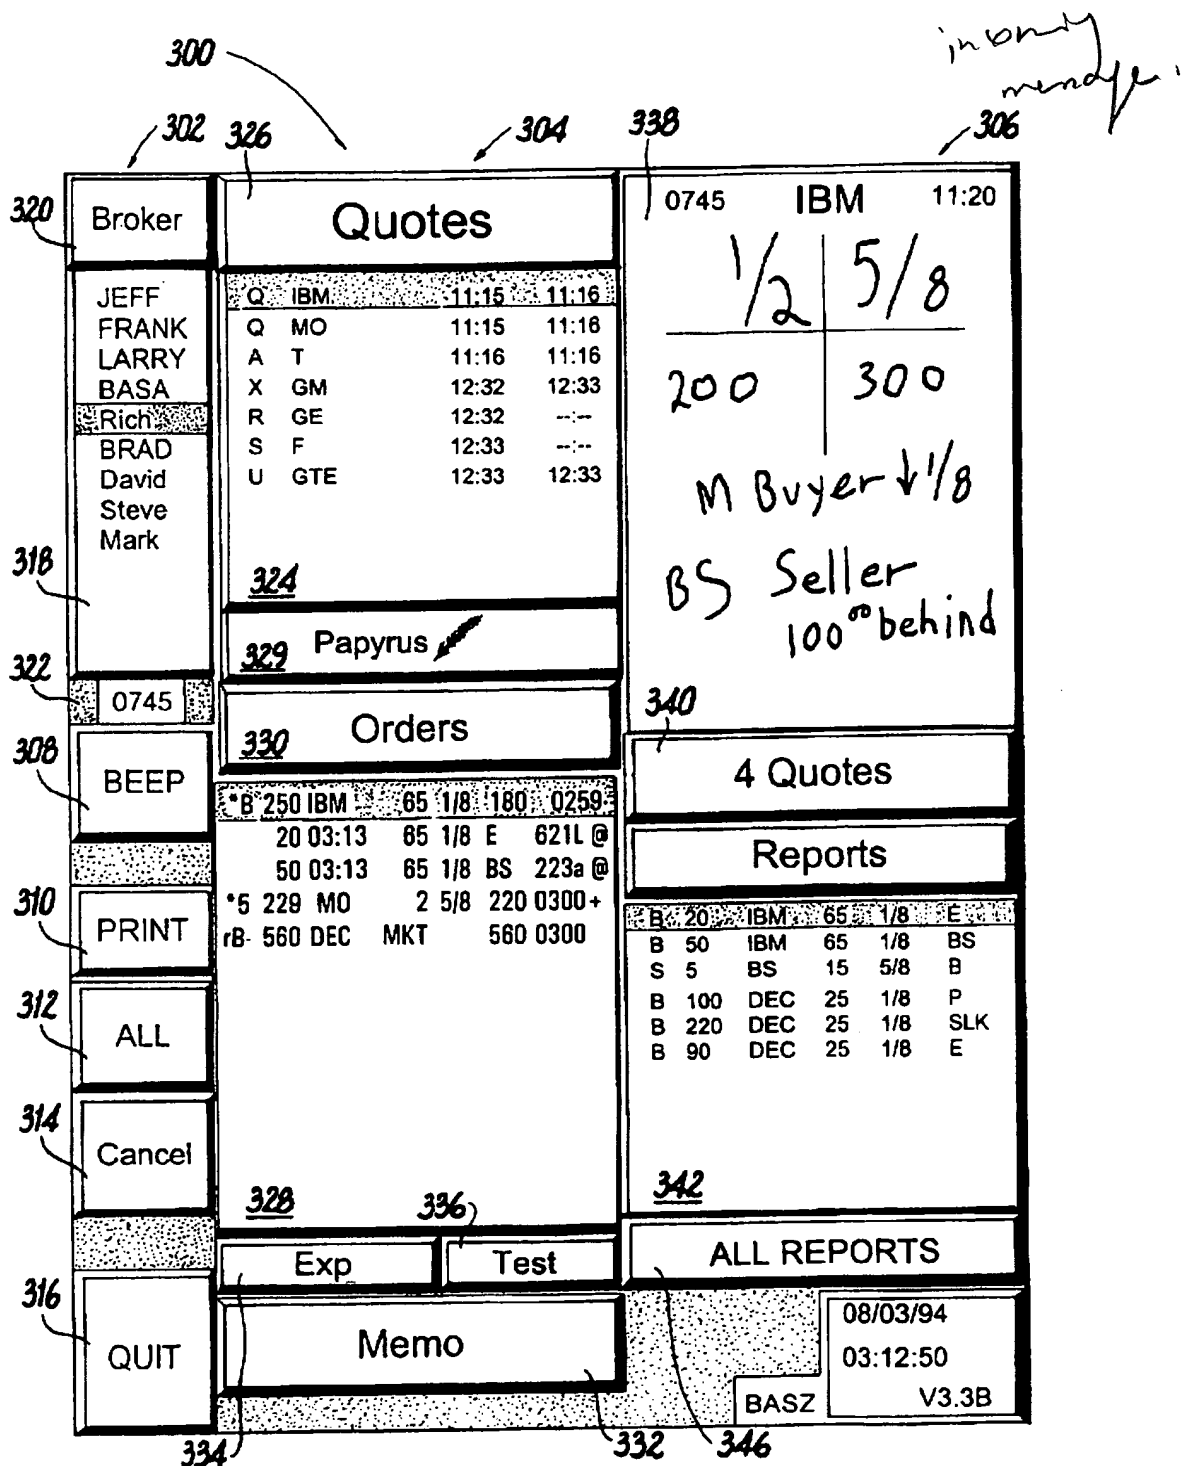 300
302
304
306
326
338
320
Broker
JEFF
FRANK
LARRY
BASA
Rich
BRAD
David
Steve
Mark
318
322
0745
308
BEEP
310
PRINT
312
ALL
314
Cancel
316
QUIT
Quotes
Q IBM 11:15 11:16
Q MO 11:15 11:16
A T 11:16 11:16
X GM 12:32 12:33
R GE 12:32 --:--
S F 12:33 --:--
U GTE 12:33 12:33
324
Papyrus
329
Orders
330
*B 250 IBM 65 1/8 180 0259
20 03:13 65 1/8 E 621L @
50 03:13 65 1/8 BS 223a @
*5 229 MO 2 5/8 220 0300+
rB- 560 DEC MKT 560 0300
328
336
Exp Test
Memo
334
332
0745 IBM 11:20
1/2 5/8
200 300
M Buyer ↓ 1/8
BS Seller
100⁰⁰ behind
340
4 Quotes
Reports
B 20 IBM 65 1/8 E
B 50 IBM 65 1/8 BS
S 5 BS 15 5/8 B
B 100 DEC 25 1/8 P
B 220 DEC 25 1/8 SLK
B 90 DEC 25 1/8 E
342
ALL REPORTS
346
08/03/94
03:12:50
BASZ V3.3B